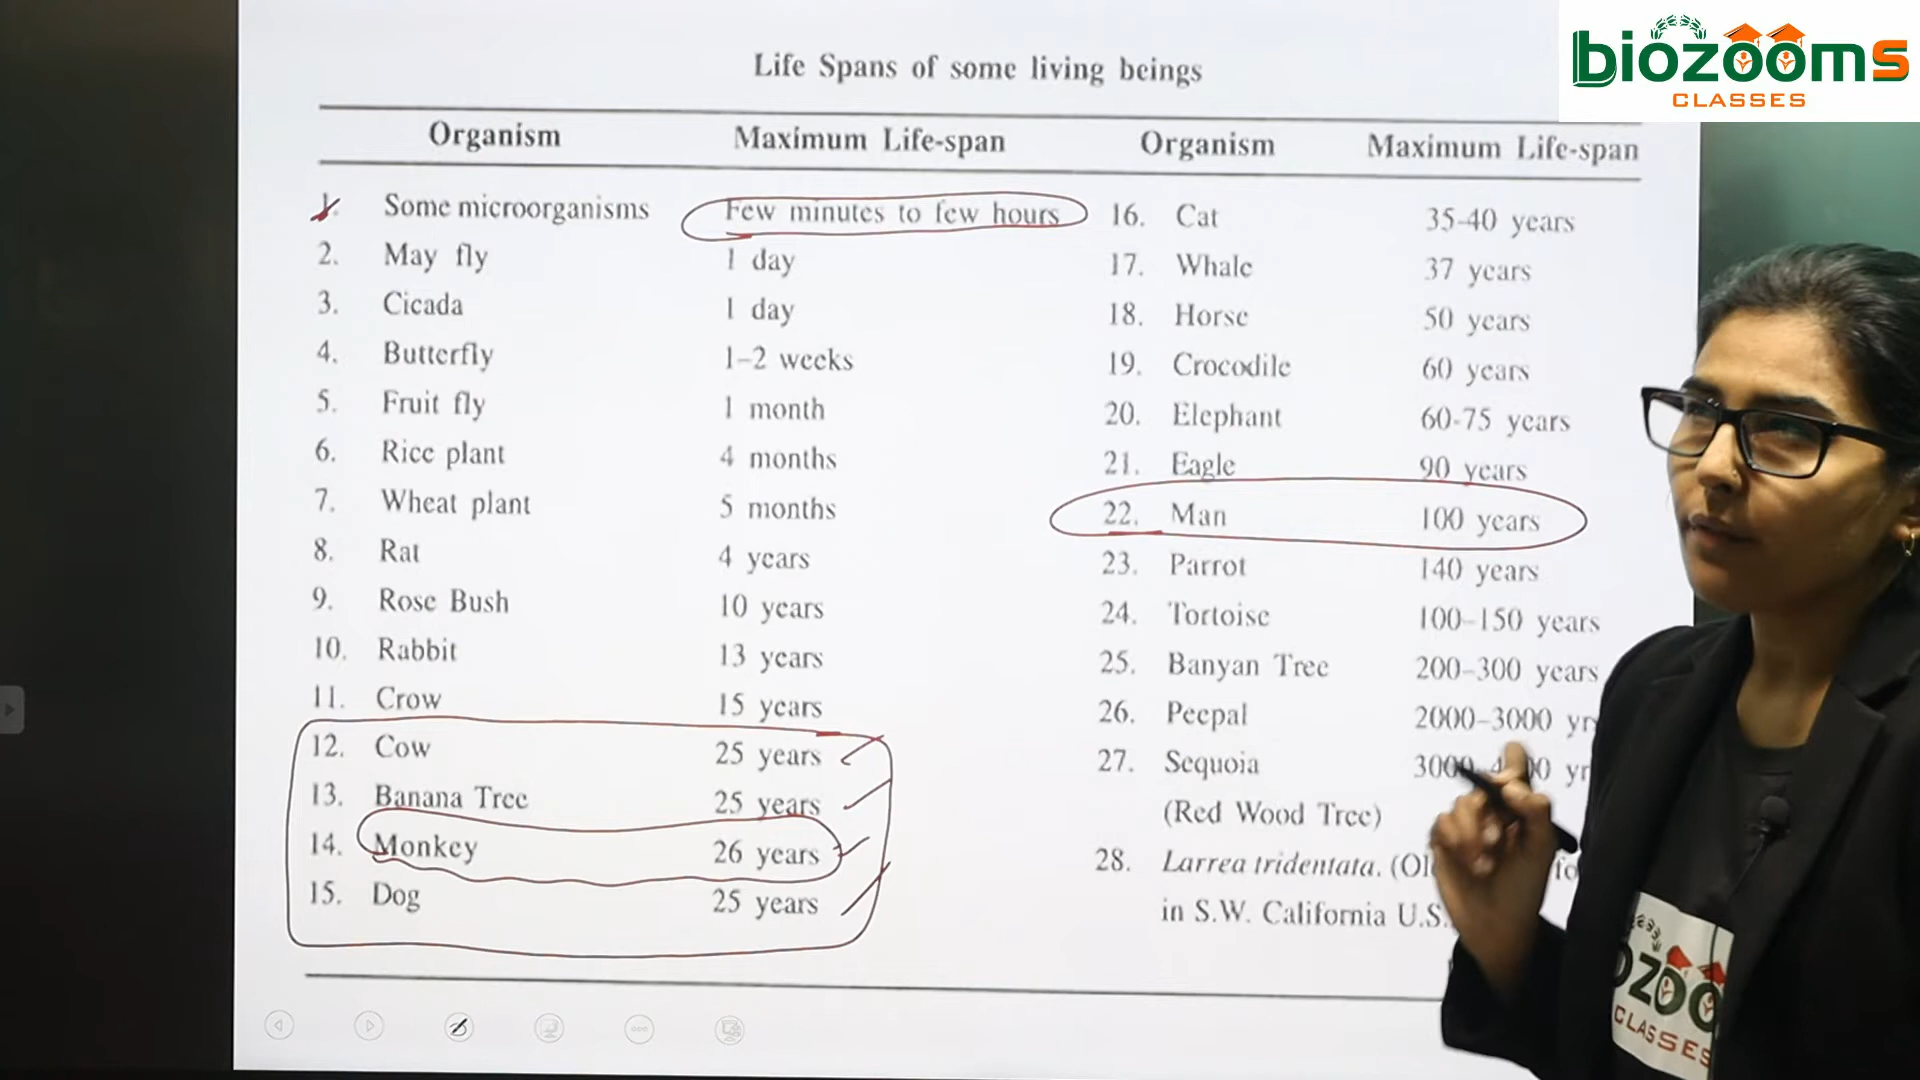 biozooms
CLASSES
Life Spans of some living beings
Organism Maximum Life-span Organism Maximum Life-span
1. Some microorganisms Few minutes to few hours 16. Cat 35-40 years
2. May fly 1 day 17. Whale 37 years
3. Cicada 1 day 18. Horse 50 years
4. Butterfly 1–2 weeks 19. Crocodile 60 years
5. Fruit fly 1 month 20. Elephant 60-75 years
6. Rice plant 4 months 21. Eagle 90 years
7. Wheat plant 5 months 22. Man 100 years
8. Rat 4 years 23. Parrot 140 years
9. Rose Bush 10 years 24. Tortoise 100–150 years
10. Rabbit 13 years 25. Banyan Tree 200–300 years
11. Crow 15 years 26. Peepal 2000–3000
12. Cow 25 years 27. Sequoia
13. Banana Tree 25 years (Red Wood Tree)
14. Monkey 26 years 28. Larrea tridentata.
15. Dog 25 years in S.W. California U.S.
CLASSES